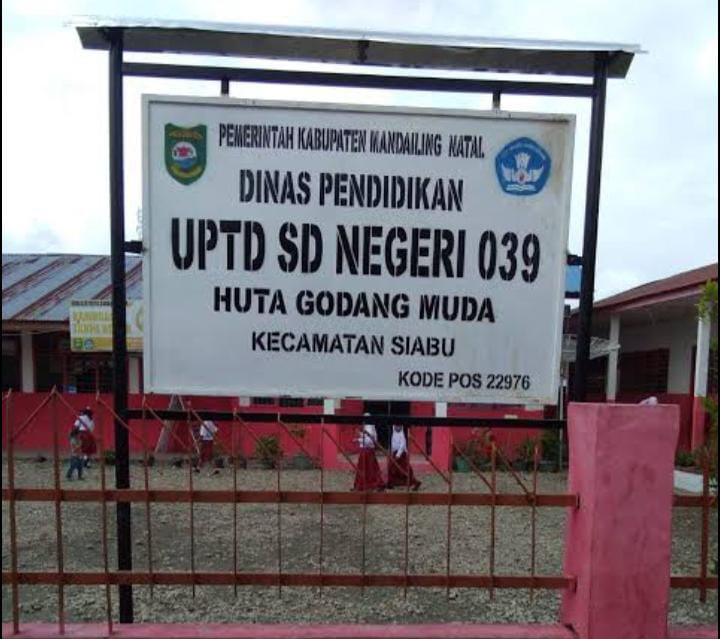 PEMERINTAH KABUPATEN MANDAILING NATAL
DINAS PENDIDIKAN
UPTD SD NEGERI 039
HUTA GODANG MUDA
KECAMATAN SIABU
KODE POS 22976